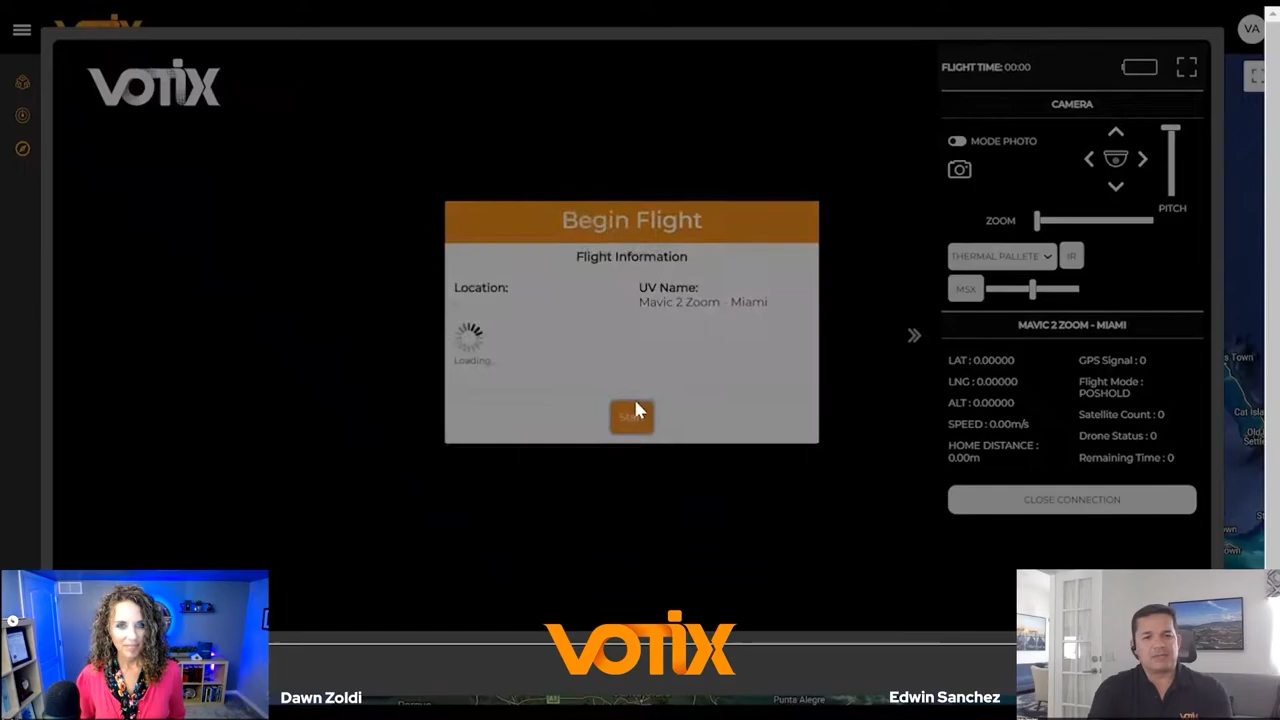 VA
VOTIX
FLIGHT TIME: 00:00
CAMERA
MODE PHOTO
PITCH
ZOOM
THERMAL PALLETE
IR
MSX
MAVIC 2 ZOOM - MIAMI
LAT : 0.00000
GPS Signal : 0
LNG : 0.00000
Flight Mode :
POSHOLD
ALT : 0.00000
Satellite Count : 0
SPEED : 0.00m/s
Drone Status : 0
HOME DISTANCE :
0.00m
Remaining Time : 0
CLOSE CONNECTION
Begin Flight
Flight Information
Location:
UV Name:
Mavic 2 Zoom - Miami
Loading...
Start
VOTIX
Dawn Zoldi
Edwin Sanchez
Punta Alegre